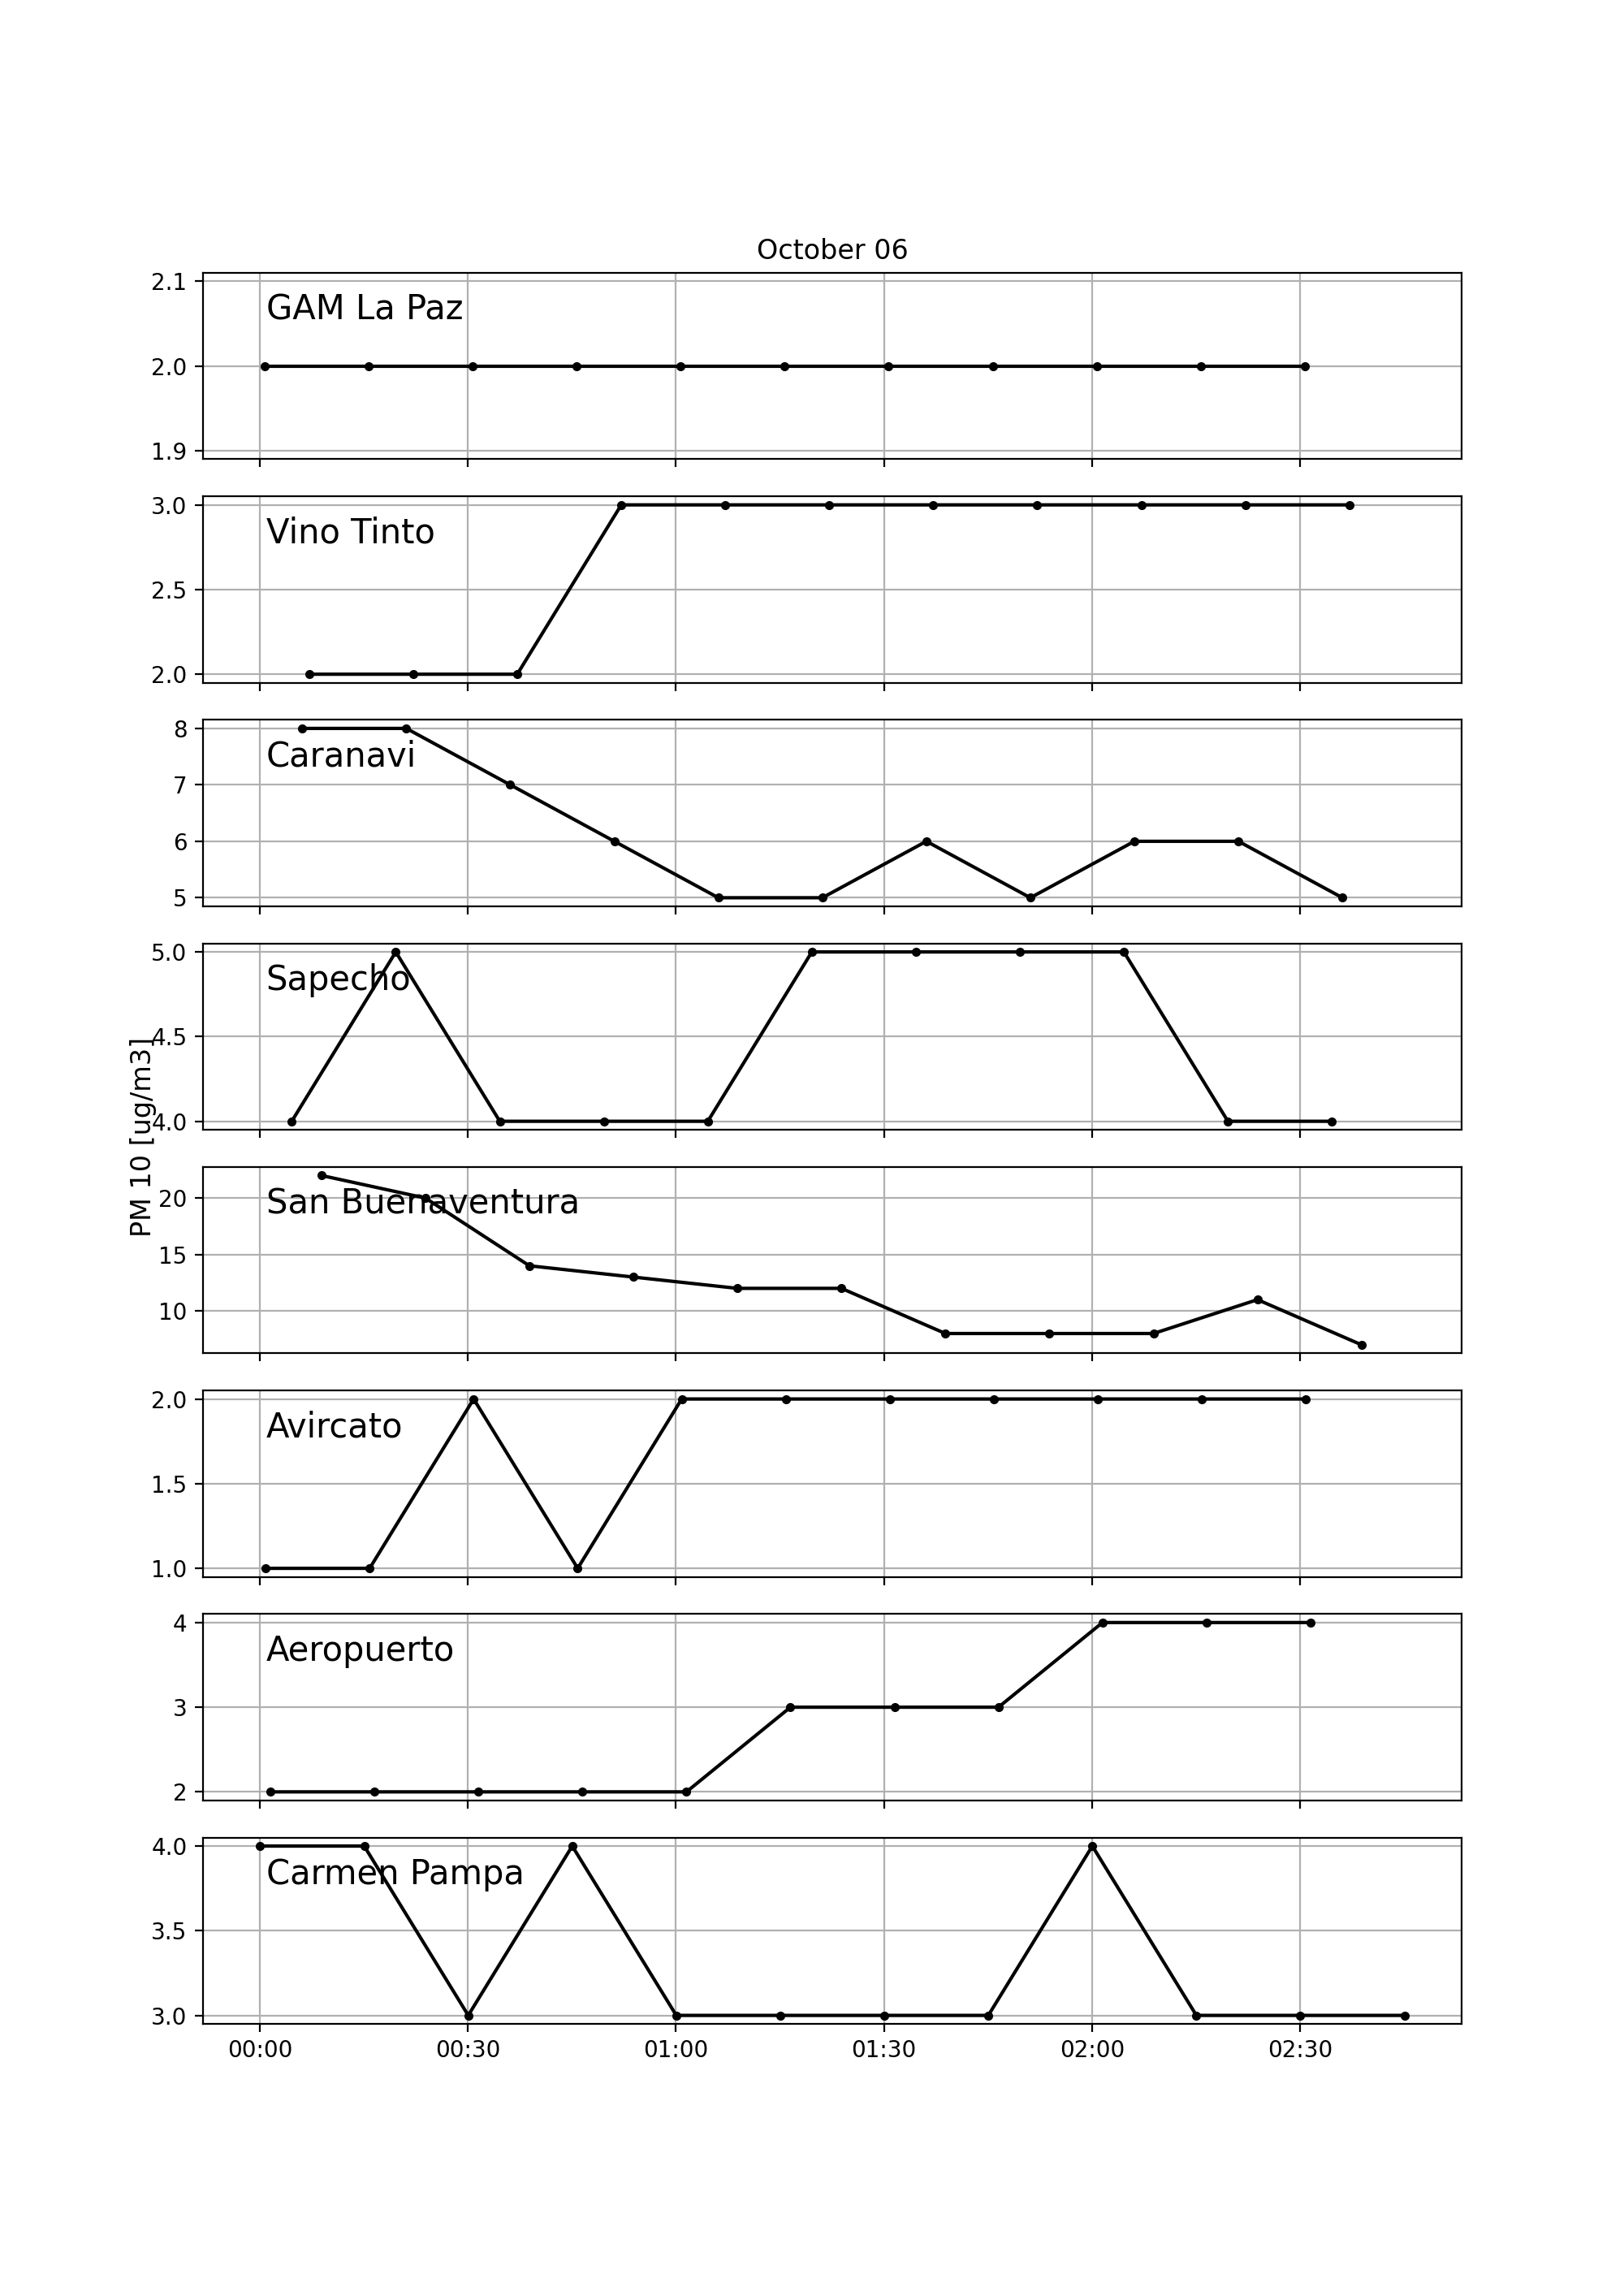 October 06
2.1
GAM La Paz
2.0
1.9
3.0
Vino Tinto
2.5
2.0
8
Caranavi
7
6
5
5.0
Sapecho
4.5
4.0
PM 10 [ug/m3]
20
San Buenaventura
15
10
2.0
Avircato
1.5
1.0
4
Aeropuerto
3
2
4.0
Carmen Pampa
3.5
3.0
00:00 00:30 01:00 01:30 02:00 02:30